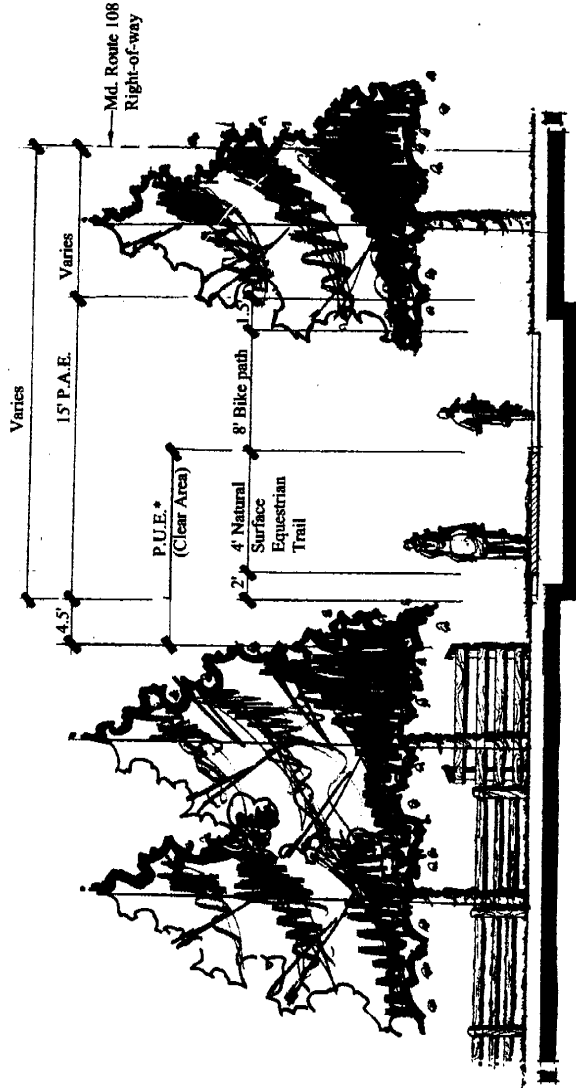 Varies
4.5'
15' P.A.E.
Varies
Md. Route 108
Right-of-way
P.U.E.*
(Clear Area)
2'
4' Natural
Surface
Equestrian
Trail
8' Bike path
1.5'